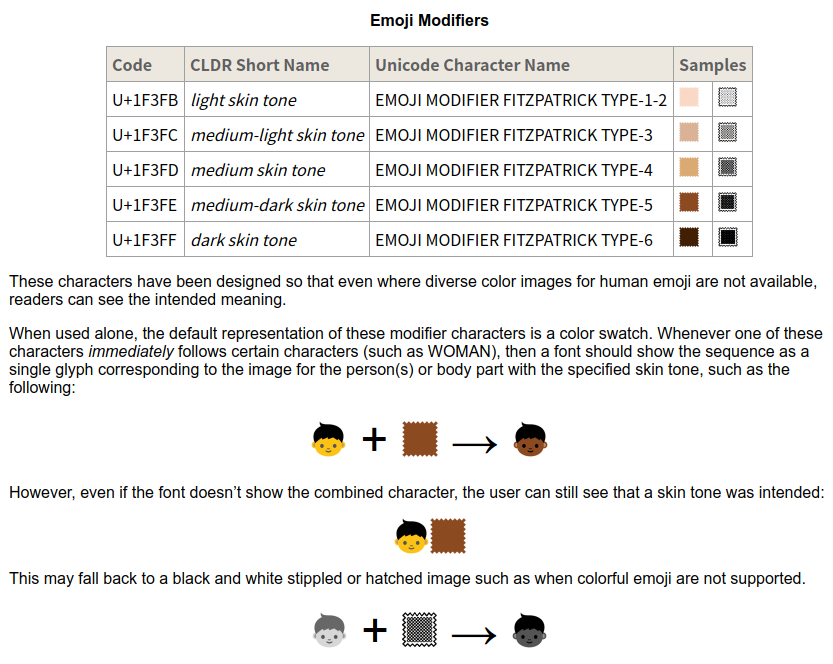 Emoji Modifiers
Code CLDR Short Name Unicode Character Name Samples
U+1F3FB light skin tone EMOJI MODIFIER FITZPATRICK TYPE-1-2
U+1F3FC medium-light skin tone EMOJI MODIFIER FITZPATRICK TYPE-3
U+1F3FD medium skin tone EMOJI MODIFIER FITZPATRICK TYPE-4
U+1F3FE medium-dark skin tone EMOJI MODIFIER FITZPATRICK TYPE-5
U+1F3FF dark skin tone EMOJI MODIFIER FITZPATRICK TYPE-6
These characters have been designed so that even where diverse color images for human emoji are not available,
readers can see the intended meaning.
When used alone, the default representation of these modifier characters is a color swatch. Whenever one of these
characters immediately follows certain characters (such as WOMAN), then a font should show the sequence as a
single glyph corresponding to the image for the person(s) or body part with the specified skin tone, such as the
following:
+ →
However, even if the font doesn’t show the combined character, the user can still see that a skin tone was intended:
This may fall back to a black and white stippled or hatched image such as when colorful emoji are not supported.
+ →